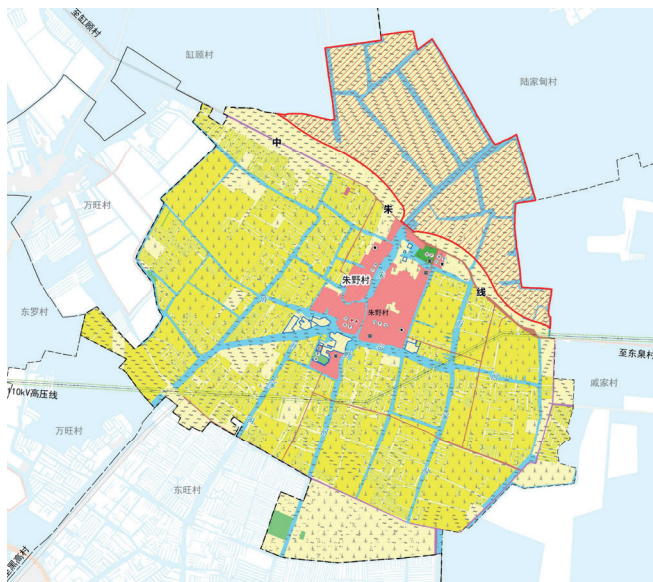 至缸顾村
缸顾村
陆家甸村
中
万旺村
朱
朱野村
线
东罗村
朱野村
至东泉村
戚家村
110kV高压线
万旺村
东旺村
至黑高村